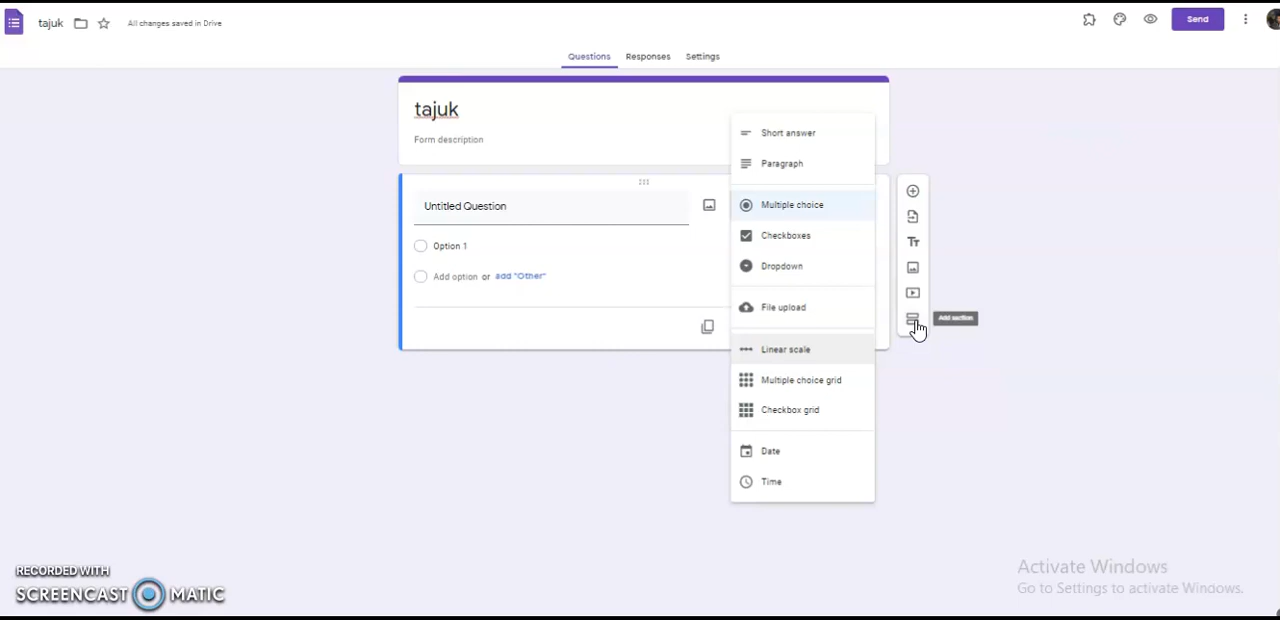 tajuk
All changes saved in Drive
Send
Questions
Responses
Settings
tajuk
Form description
Untitled Question
Option 1
Add option or add "Other"
Short answer
Paragraph
Multiple choice
Checkboxes
Dropdown
File upload
Linear scale
Multiple choice grid
Checkbox grid
Date
Time
Tт
Add section
RECORDED WITH
SCREENCAST MATIC
Activate Windows
Go to Settings to activate Windows.